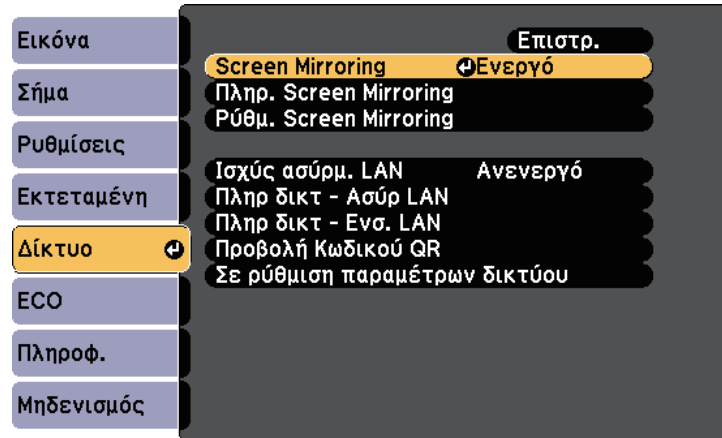 Εικόνα
Σήμα
Ρυθμίσεις
Εκτεταμένη
Δίκτυο
ECO
Πληροφ.
Μηδενισμός
Επιστρ.
Screen Mirroring Ενεργό
Πληρ. Screen Mirroring
Ρύθμ. Screen Mirroring
Ισχύς ασύρμ. LAN Ανενεργό
Πληρ δικτ - Ασύρ LAN
Πληρ δικτ - Ενσ. LAN
Προβολή Κωδικού QR
Σε ρύθμιση παραμέτρων δικτύου